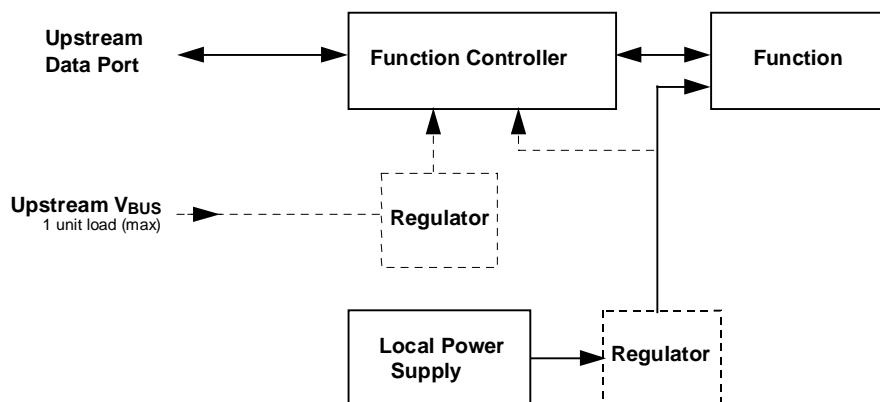 Upstream
Data Port
Function Controller
Function
Upstream VBUS
1 unit load (max)
Regulator
Local Power
Supply
Regulator